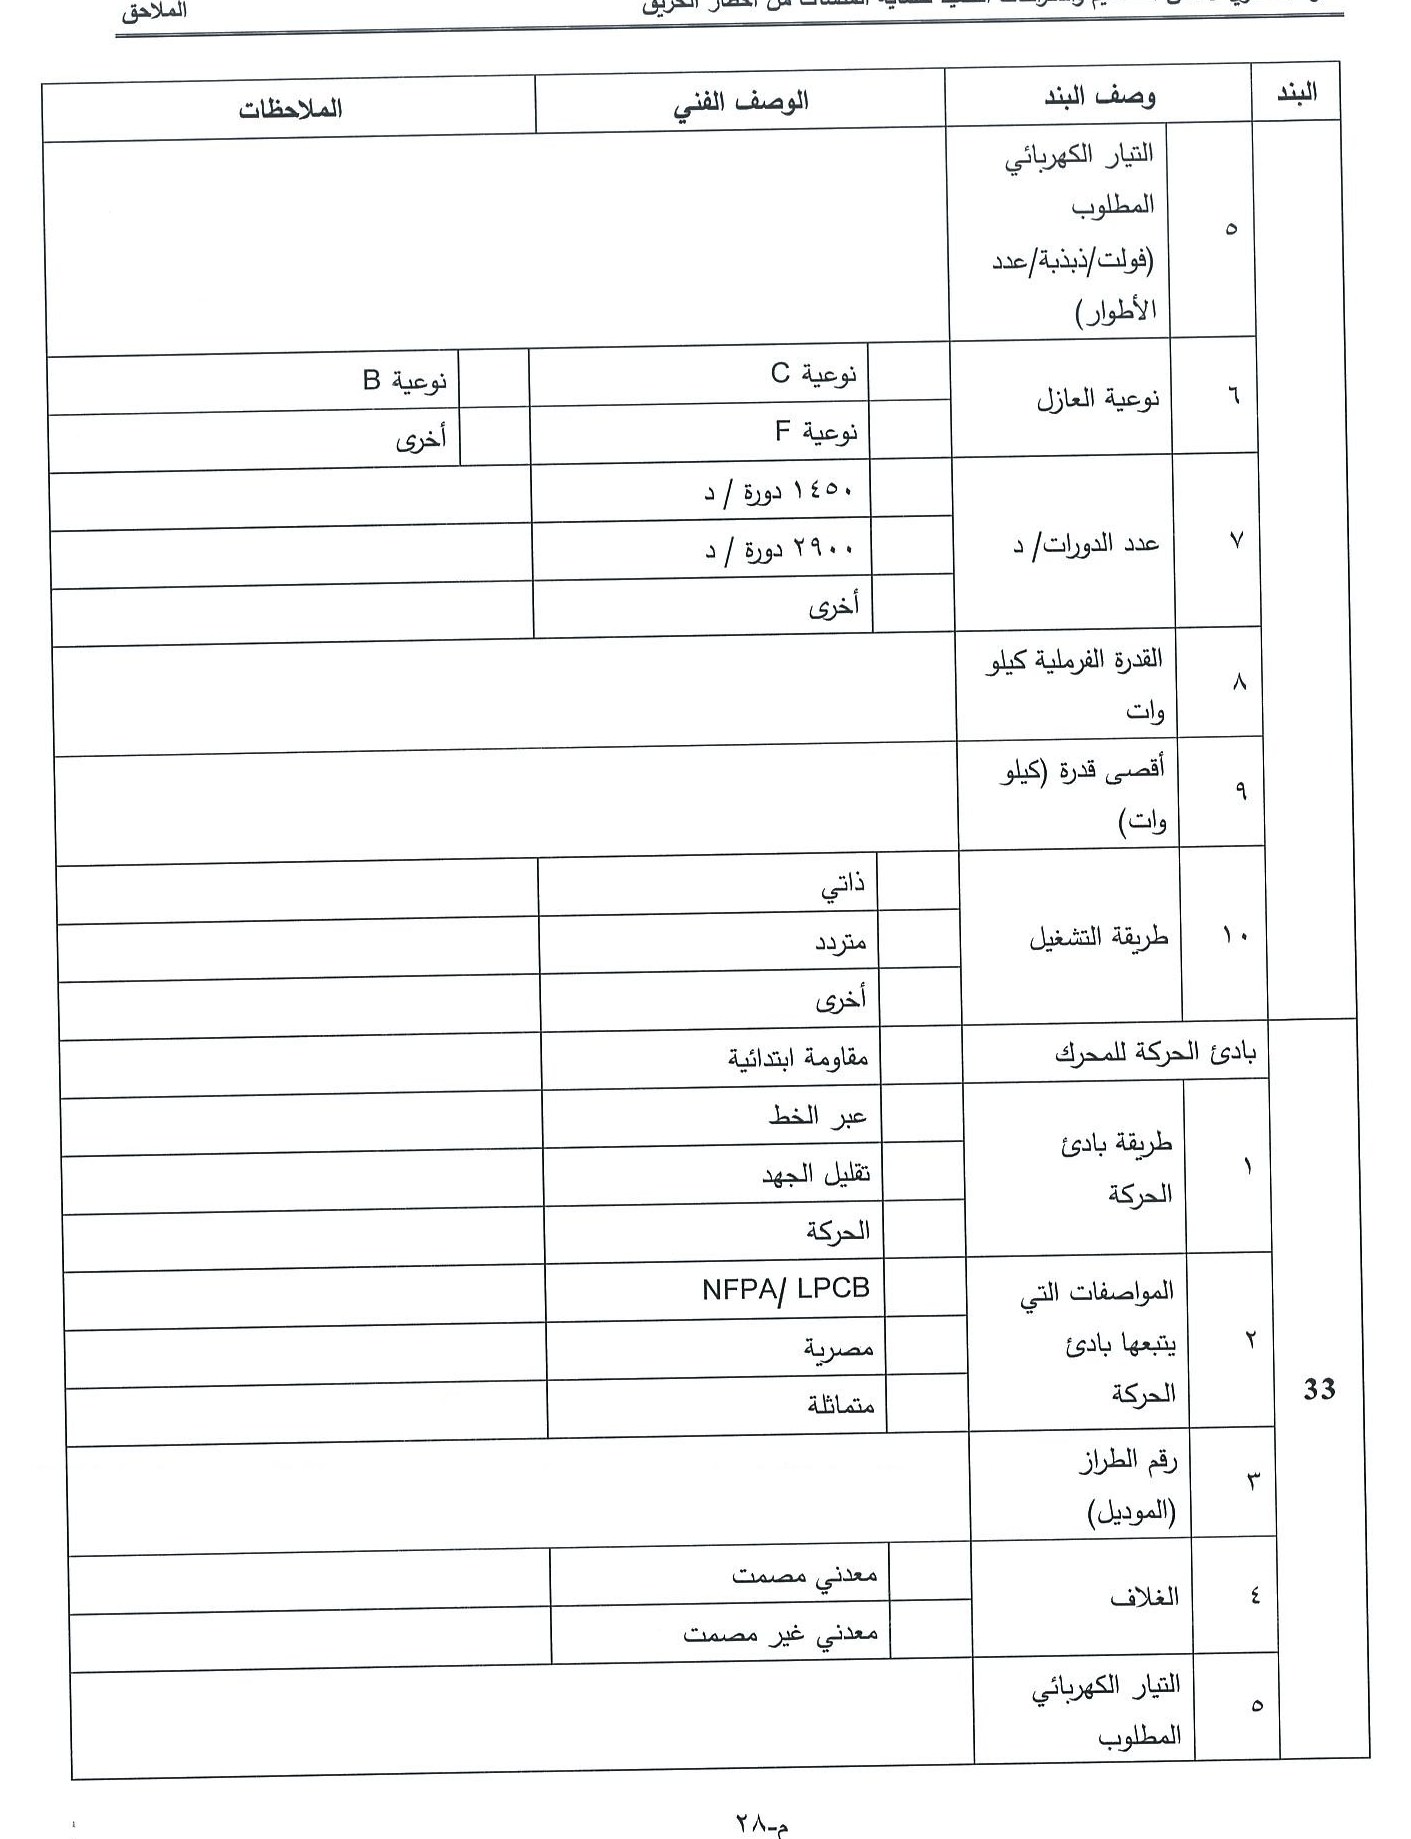 الملاحق
البند
وصف البند
الوصف الفني
الملاحظات
٥
التيار الكهربائي
المطلوب
(فولت/ذبذبة/عدد
الأطوار)
٦
نوعية العازل
نوعية C
نوعية B
نوعية F
أخرى
٧
عدد الدورات/ د
١٤٥٠ دورة / د
٢٩٠٠ دورة / د
أخرى
٨
القدرة الفرملية كيلو
وات
٩
أقصى قدرة (كيلو
وات)
١٠
طريقة التشغيل
ذاتي
متردد
أخرى
33
بادئ الحركة للمحرك
مقاومة ابتدائية
١
طريقة بادئ
الحركة
عبر الخط
تقليل الجهد
الحركة
٢
المواصفات التي
يتبعها بادئ
الحركة
NFPA/ LPCB
مصرية
متماثلة
٣
رقم الطراز
(الموديل)
٤
الغلاف
معدني مصمت
معدني غير مصمت
٥
التيار الكهربائي
المطلوب
م-٢٨